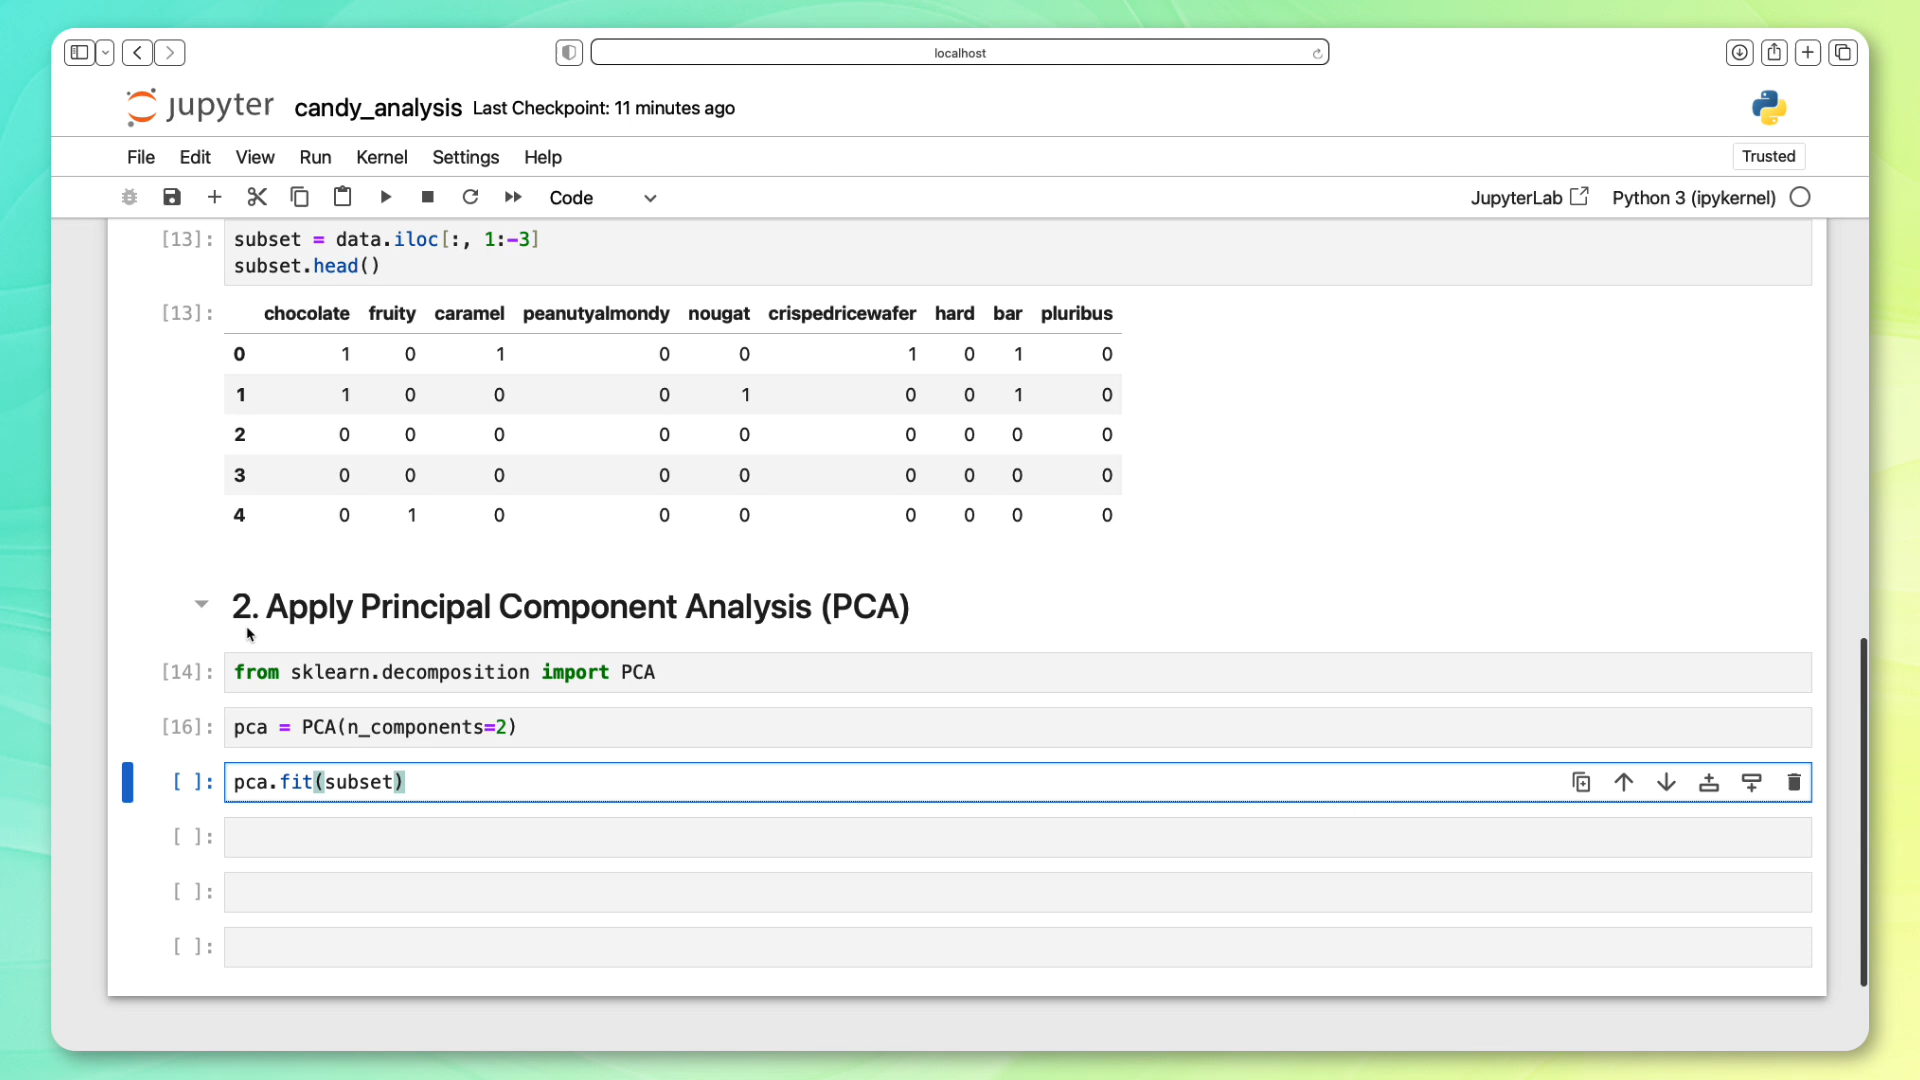 localhost
jupyter candy_analysis Last Checkpoint: 11 minutes ago
File Edit View Run Kernel Settings Help Trusted
Code JupyterLab Python 3 (ipykernel)
[13]: subset = data.iloc[:, 1:-3]
subset.head()
[13]: chocolate fruity caramel peanutyalmondy nougat crispedricewafer hard bar pluribus
0 1 0 1 0 0 1 0 1 0
1 1 0 0 0 1 0 0 1 0
2 0 0 0 0 0 0 0 0 0
3 0 0 0 0 0 0 0 0 0
4 0 1 0 0 0 0 0 0 0
2. Apply Principal Component Analysis (PCA)
[14]: from sklearn.decomposition import PCA
[16]: pca = PCA(n_components=2)
[ ]: pca.fit(subset)
[ ]:
[ ]:
[ ]: